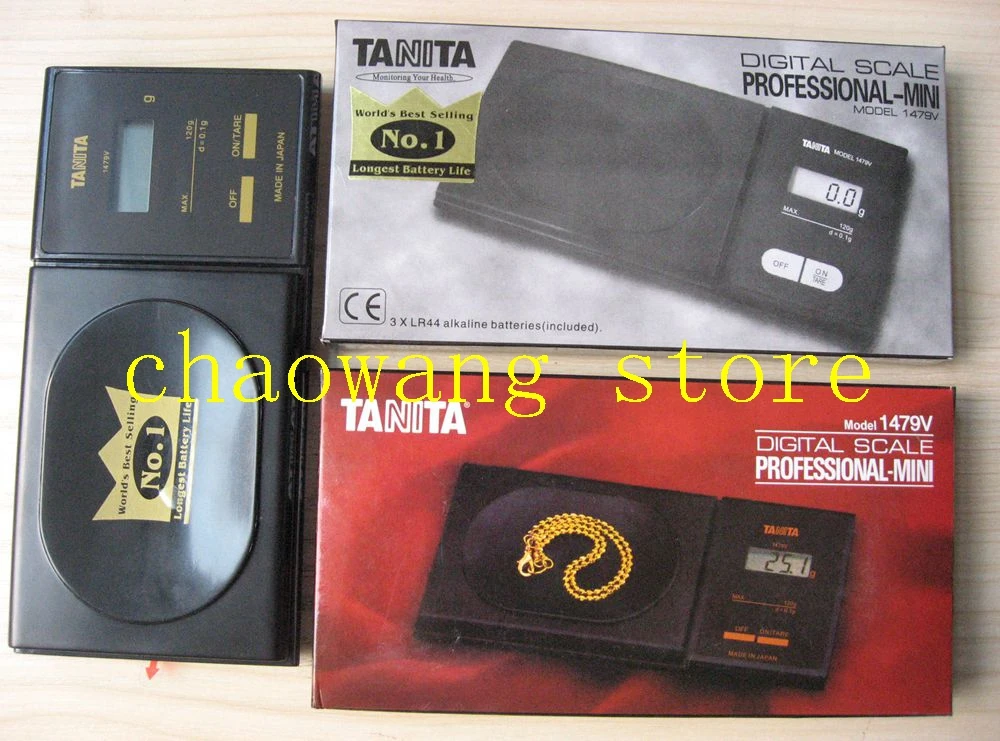 TANITA
1479V
g
MAX. 120g
d = 0.1g
ON/TARE
OFF
MADE IN JAPAN
World's Best Selling
No. 1
Longest Battery Life
TANITA
Monitoring Your Health
World's Best Selling
No. 1
Longest Battery Life
DIGITAL SCALE
PROFESSIONAL-MINI
MODEL 1479V
TANITA MODEL 1479V
0.0 g
MAX. 120g
d = 0.1g
OFF
ON
TARE
CE
3 X LR44 alkaline batteries(included).
chaowang store
TANITA®
Model 1479V
DIGITAL SCALE
PROFESSIONAL-MINI
TANITA
1479V
25.1 g
MAX. 120g
d = 0.1g
OFF ON/TARE
MADE IN JAPAN